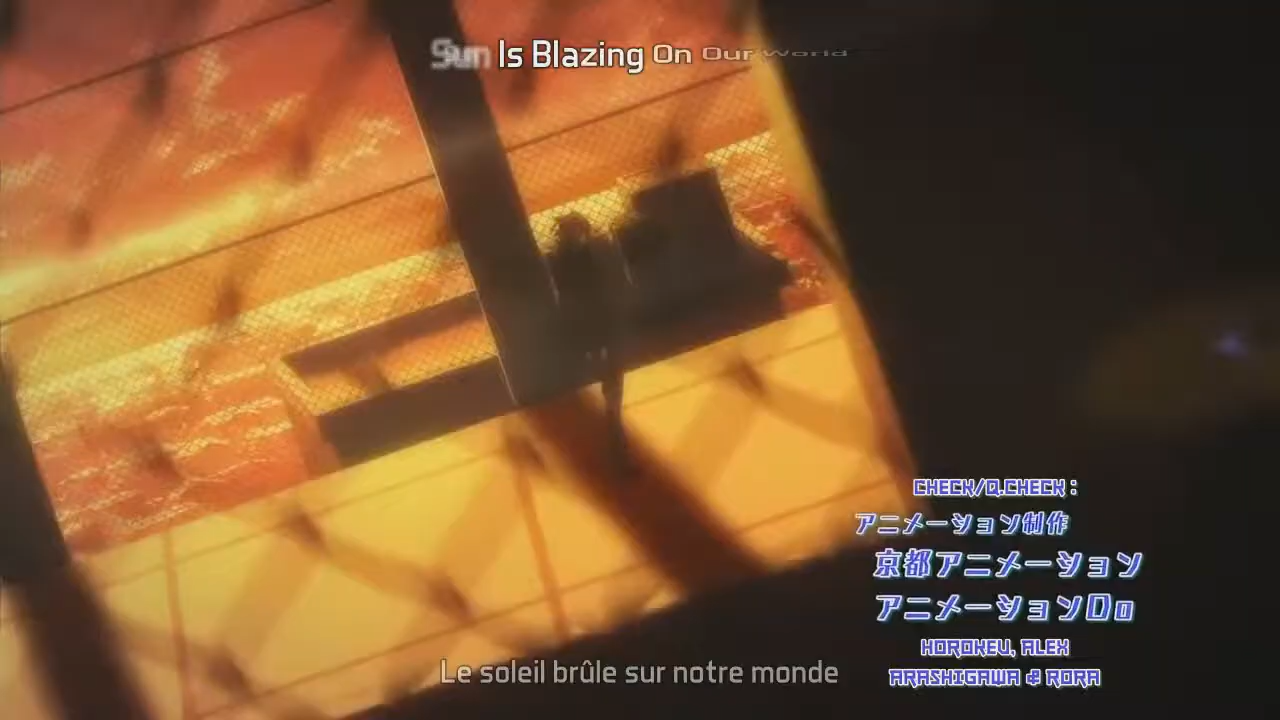 Sun Is Blazing On Our World
CHECK/Q.CHECK :
アニメーション制作
京都アニメーション
アニメーションDo
HOROKEU, ALEX
ARASHIGAWA & RORA
Le soleil brûle sur notre monde